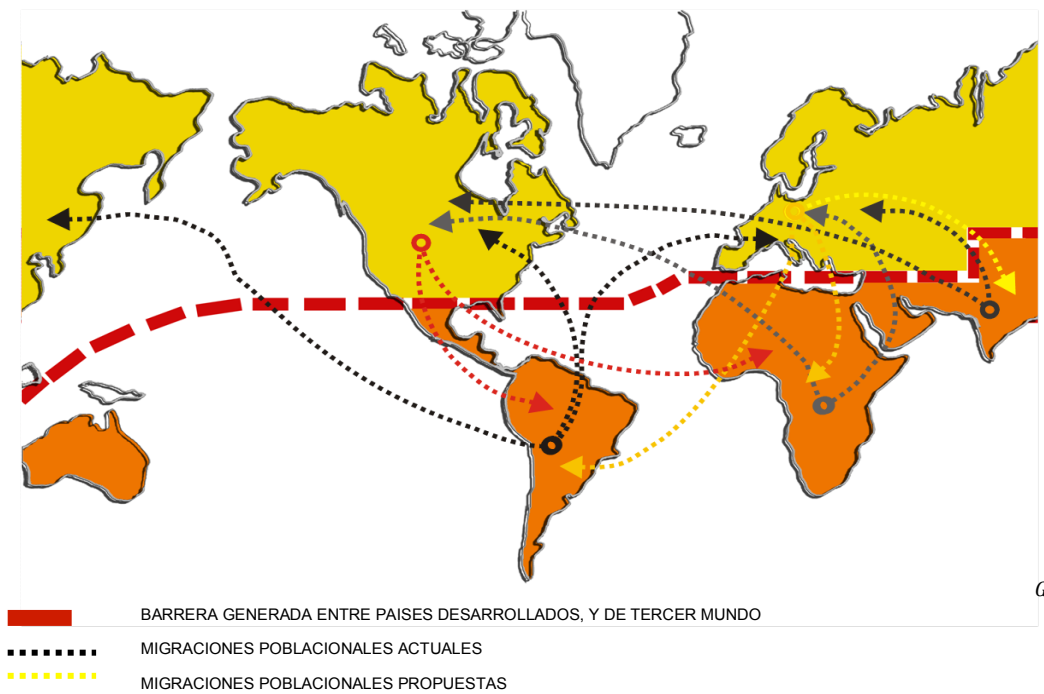 G
BARRERA GENERADA ENTRE PAISES DESARROLLADOS, Y DE TERCER MUNDO
MIGRACIONES POBLACIONALES ACTUALES
MIGRACIONES POBLACIONALES PROPUESTAS